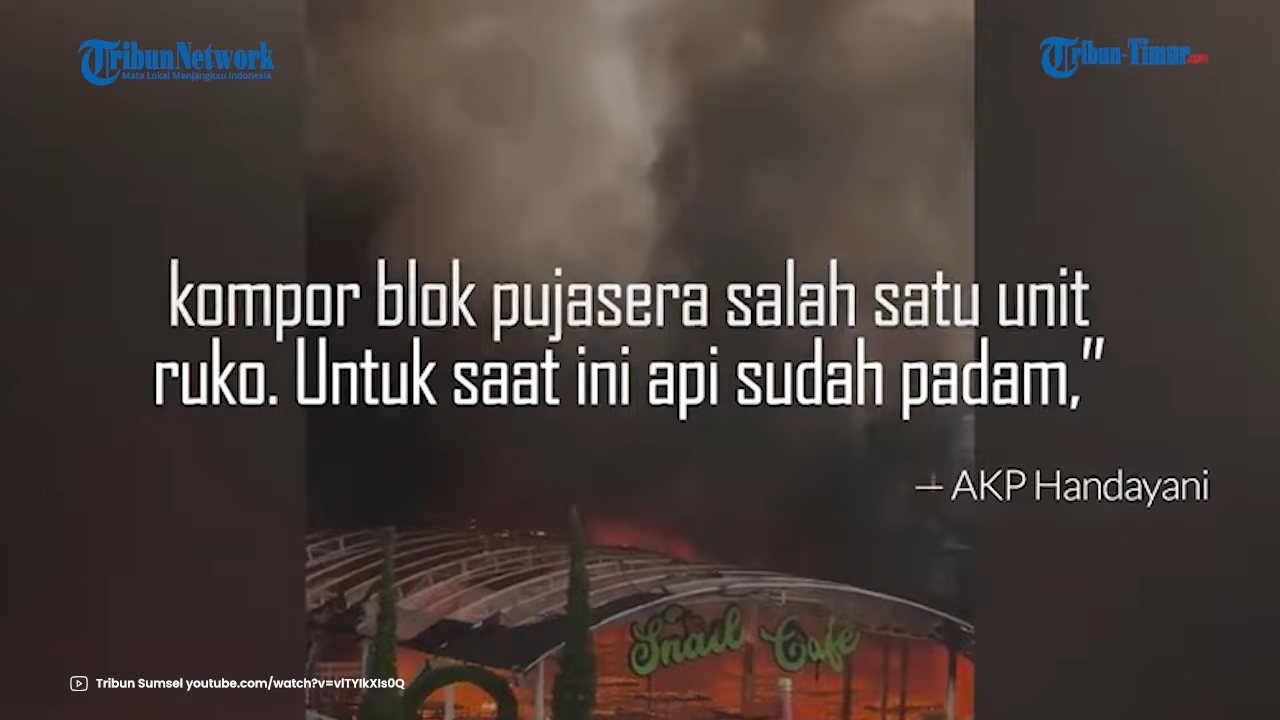 TribunNetwork
Mata Lokal Menjangkau Indonesia
Tribun-Timur.com
kompor blok pujasera salah satu unit
ruko. Untuk saat ini api sudah padam,”
— AKP Handayani
Snail Cafe
Tribun Sumsel youtube.com/watch?v=vlTYIkXIs0Q